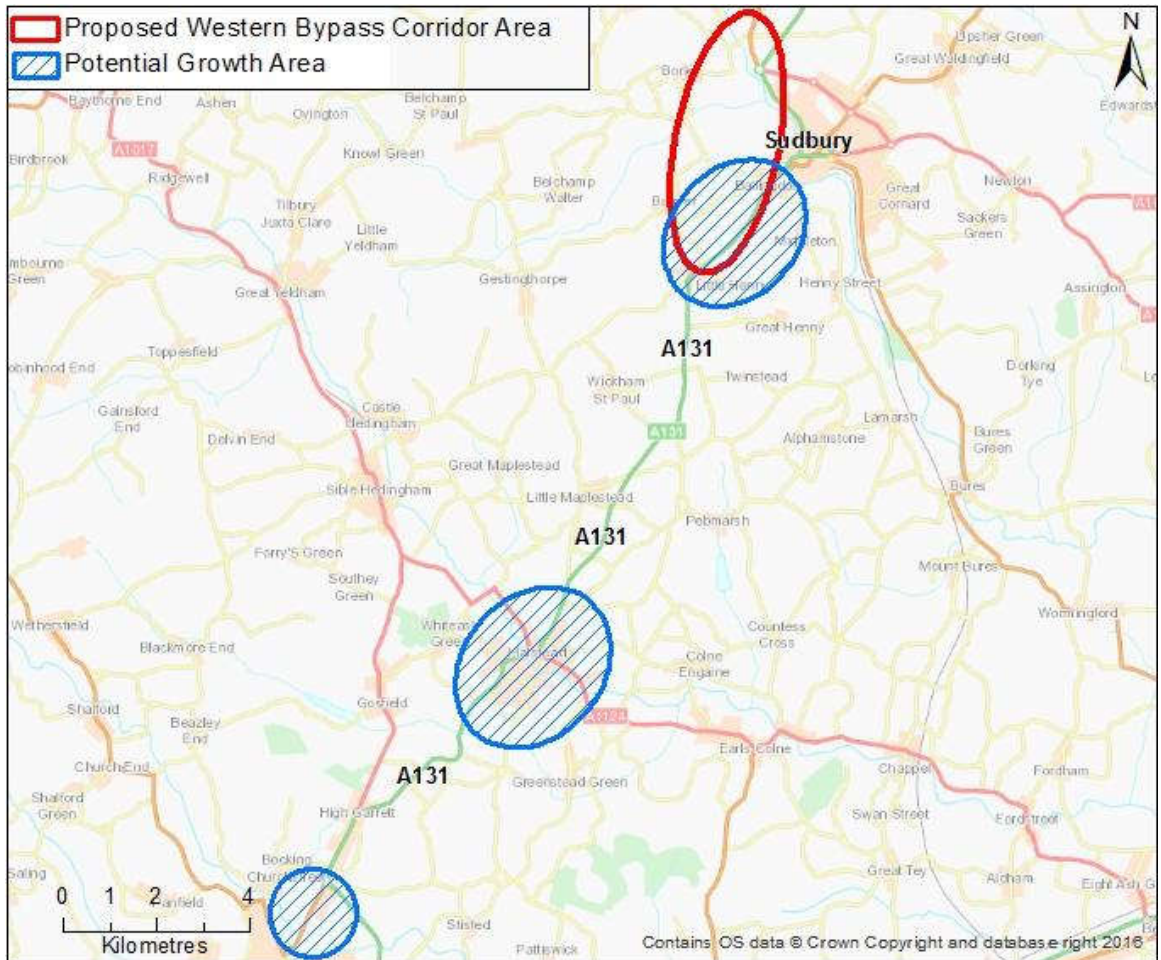 Proposed Western Bypass Corridor Area
Potential Growth Area
N
Upsher Green
Great Waldingfield
Baythorne End
Ashen
Ovington
Belchamp
St Paul
Edwards
Sudbury
A1017
Birdbrook
Knowl Green
Ridgewell
Belchamp
Walter
Newton
Great
Cornard
Tilbury
Juxta Clare
Sackers
Green
Little
Yeldham
Middleton
Green
Gestingthorpe
Little Henny
Henny Street
Assington
Great Yeldham
Great Henny
A131
Toppesfield
Dorking
Tye
Wickham
St Paul
Twinstead
Gainsford
End
Castle
Hedingham
Lamarsh
Delvin End
A131
Alphamstone
Bures
Green
Great Maplestead
Sible Hedingham
Little Maplestead
Bures
Pebmarsh
A131
Southey
Green
Mount Bures
Wormingford
Wethersfield
Countess
Cross
Blackmore End
Halstead
Colne
Engaine
Gosfield
Shalford
Beazley
End
Earls Colne
Church End
A131
Greenstead Green
Chappel
Fordham
Shalford
Green
High Garrett
Swan Street
Bocking
Saling
Great Tey
Aldham
Eight Ash G
0 1 2 4
Kilometres
Stisted
Pattiswick
Contains OS data © Crown Copyright and database right 2016